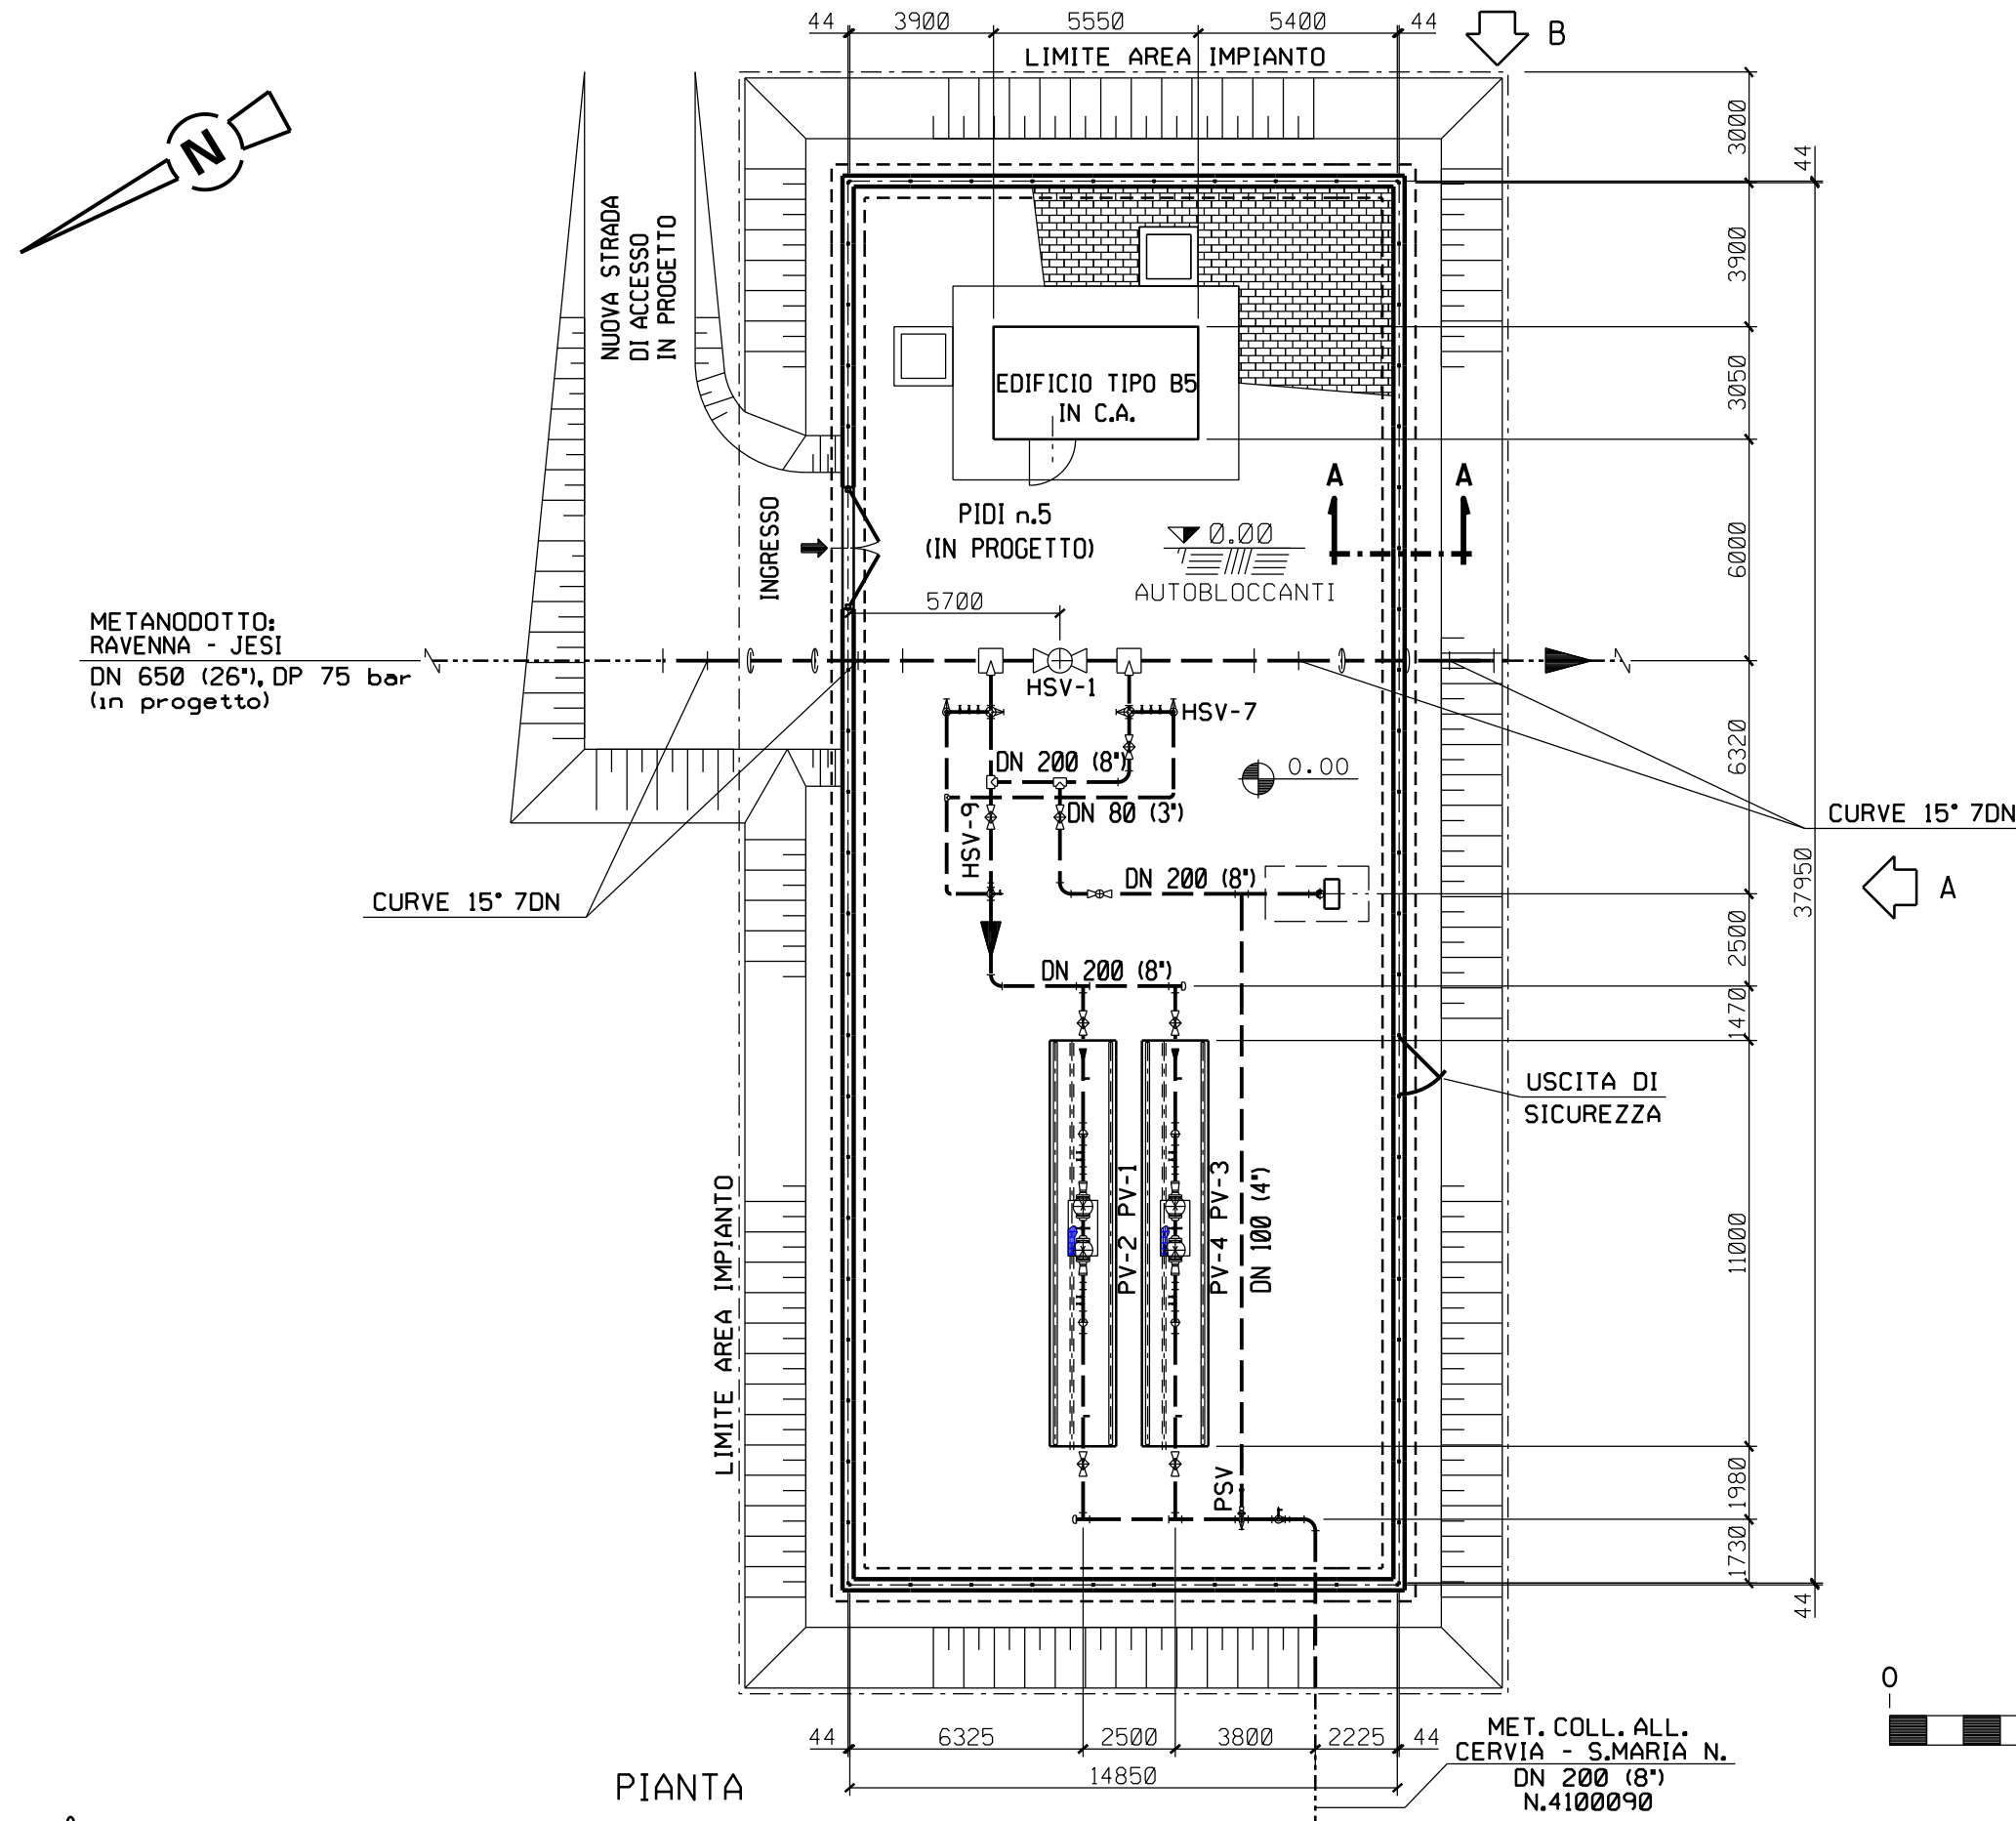 44
3900
5550
5400
44
B
LIMITE AREA IMPIANTO
N
3000
44
NUOVA STRADA
DI ACCESSO
IN PROGETTO
3900
EDIFICIO TIPO B5
IN C.A.
3050
A
A
INGRESSO
PIDI n.5
(IN PROGETTO)
0.00
AUTOBLOCCANTI
6000
5700
METANODOTTO:
RAVENNA - JESI
DN 650 (26"), DP 75 bar
(in progetto)
HSV-1
HSV-7
DN 200 (8")
0.00
6320
HSV-9
DN 80 (3")
CURVE 15° 7DN
DN 200 (8")
37950
A
CURVE 15° 7DN
2500
DN 200 (8")
1470
USCITA DI
SICUREZZA
LIMITE AREA IMPIANTO
PV-2 PV-1
PV-4 PV-3
DN 100 (4")
11000
PSV
1980
1730
44
0
44
6325
2500
3800
2225
44
14850
PIANTA
MET. COLL. ALL.
CERVIA - S.MARIA N.
DN 200 (8")
N.4100090